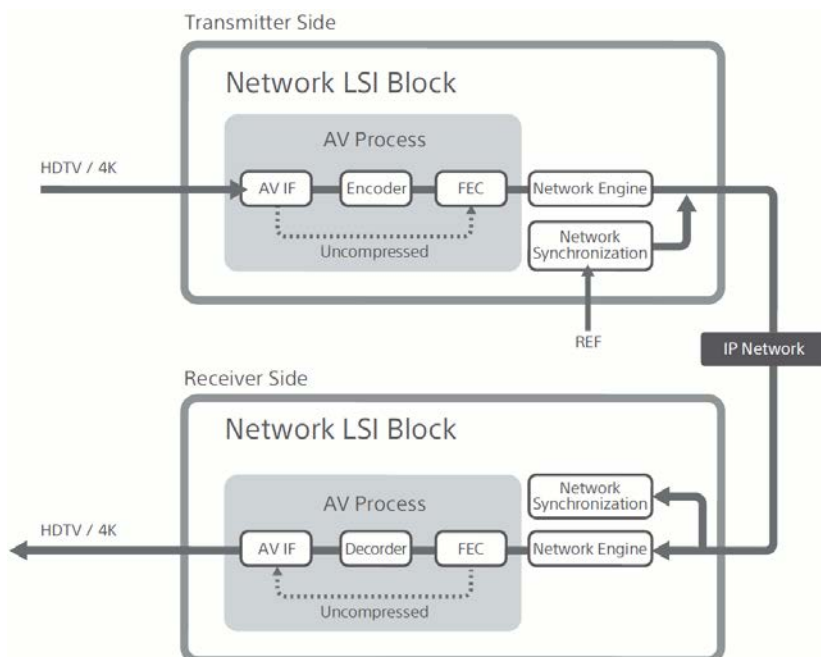 Transmitter Side
Network LSI Block
AV Process
HDTV / 4K
AV IF
Encoder
FEC
Network Engine
Uncompressed
Network
Synchronization
REF
IP Network
Receiver Side
Network LSI Block
AV Process
Network
Synchronization
HDTV / 4K
AV IF
Decorder
FEC
Network Engine
Uncompressed